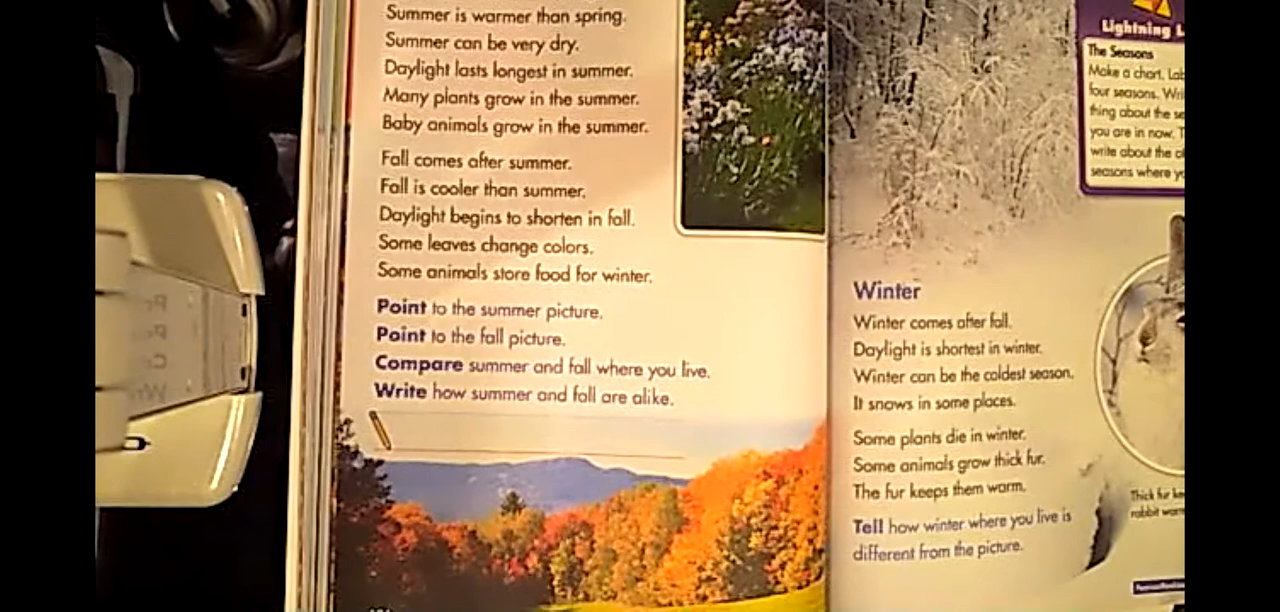 Summer is warmer than spring.
Summer can be very dry.
Daylight lasts longest in summer.
Many plants grow in the summer.
Baby animals grow in the summer.
Fall comes after summer.
Fall is cooler than summer.
Daylight begins to shorten in fall.
Some leaves change colors.
Some animals store food for winter.
Point to the summer picture.
Point to the fall picture.
Compare summer and fall where you live.
Write how summer and fall are alike.
Lightning L
The Seasons
Make a chart. Lab
four seasons. Wri
thing about the se
you are in now. T
write about the o
seasons where yo
Winter
Winter comes after fall.
Daylight is shortest in winter.
Winter can be the coldest season.
It snows in some places.
Some plants die in winter.
Some animals grow thick fur.
The fur keeps them warm.
Tell how winter where you live is
different from the picture.
Thick fur
rabbit